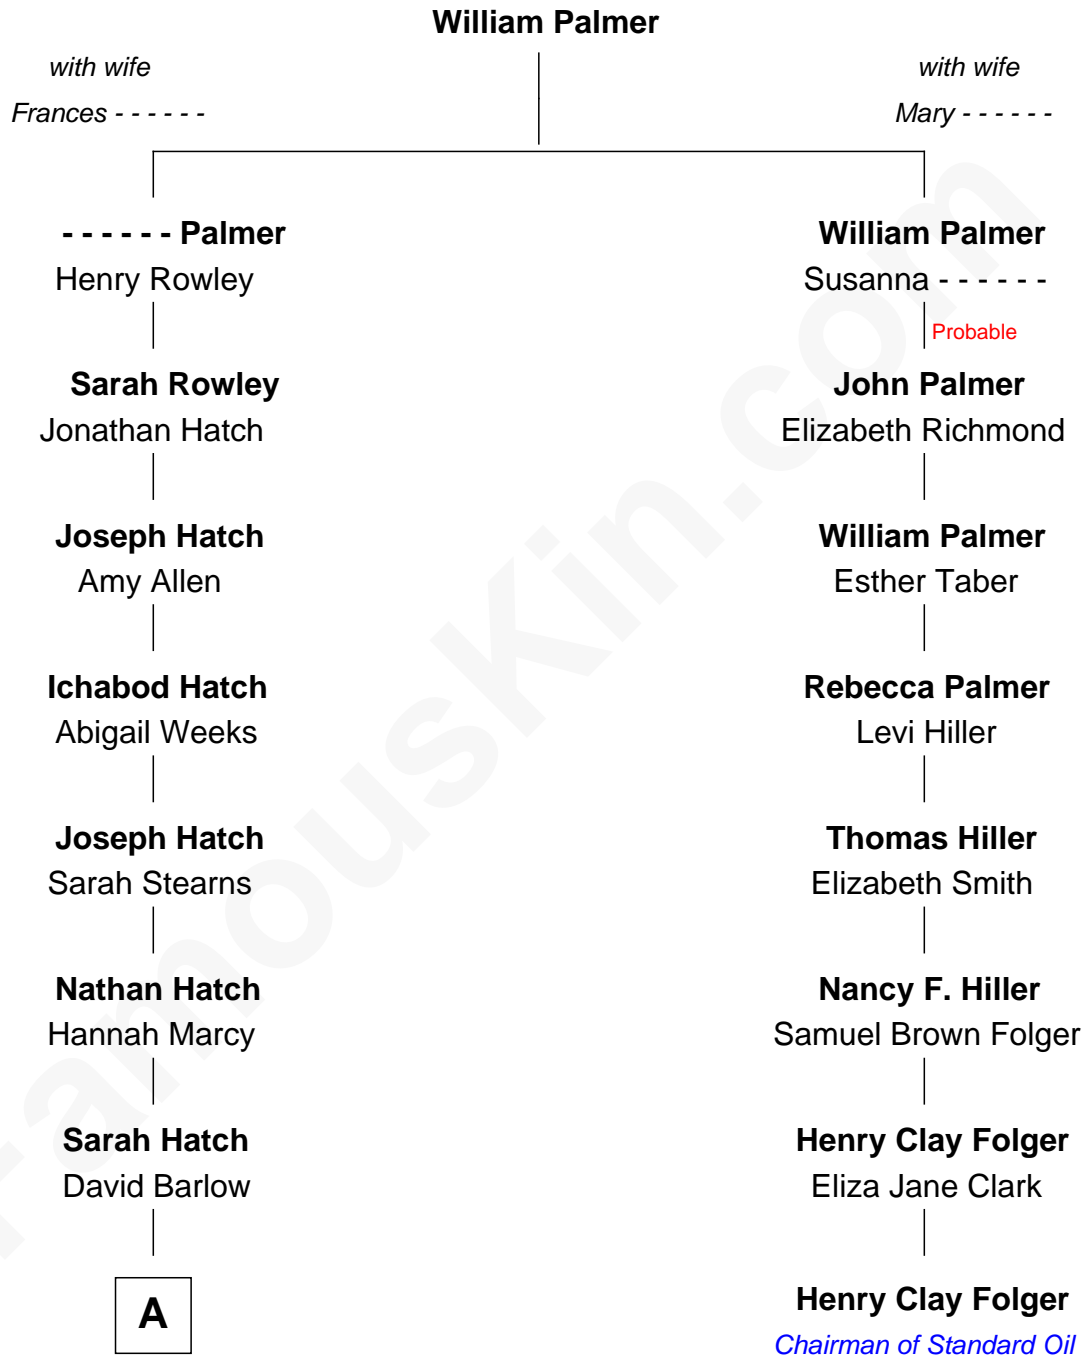 William Palmer
with wife
with wife
Frances - - - - - -
Mary - - - - - -
- - - - - - Palmer
Henry Rowley
William Palmer
Susanna - - - - - -
Probable
Sarah Rowley
Jonathan Hatch
John Palmer
Elizabeth Richmond
Joseph Hatch
Amy Allen
William Palmer
Esther Taber
Ichabod Hatch
Abigail Weeks
Rebecca Palmer
Levi Hiller
Joseph Hatch
Sarah Stearns
Thomas Hiller
Elizabeth Smith
Nathan Hatch
Hannah Marcy
Nancy F. Hiller
Samuel Brown Folger
Sarah Hatch
David Barlow
Henry Clay Folger
Eliza Jane Clark
A
Henry Clay Folger
Chairman of Standard Oil
FamousKin.com